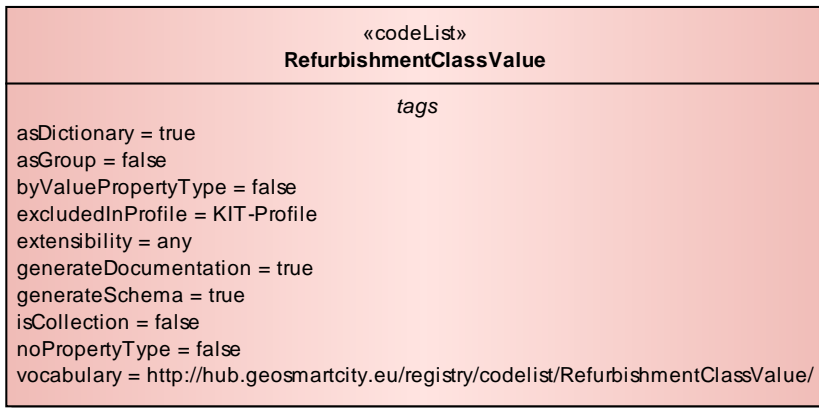 «codeList»
RefurbishmentClassValue
tags
asDictionary = true
asGroup = false
byValuePropertyType = false
excludedInProfile = KIT-Profile
extensibility = any
generateDocumentation = true
generateSchema = true
isCollection = false
noPropertyType = false
vocabulary = http://hub.geosmartcity.eu/registry/codelist/RefurbishmentClassValue/